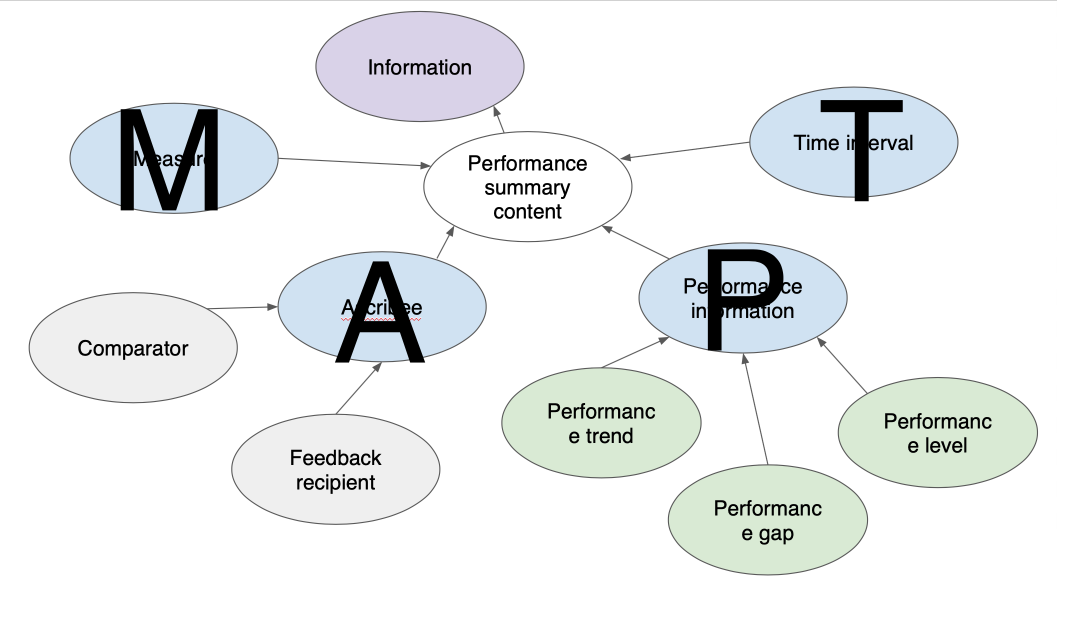 Information
M
Measure
Performance
summary
content
T
Time interval
A
Ascribee
P
Performance
information
Comparator
Feedback
recipient
Performanc
e trend
Performanc
e level
Performanc
e gap